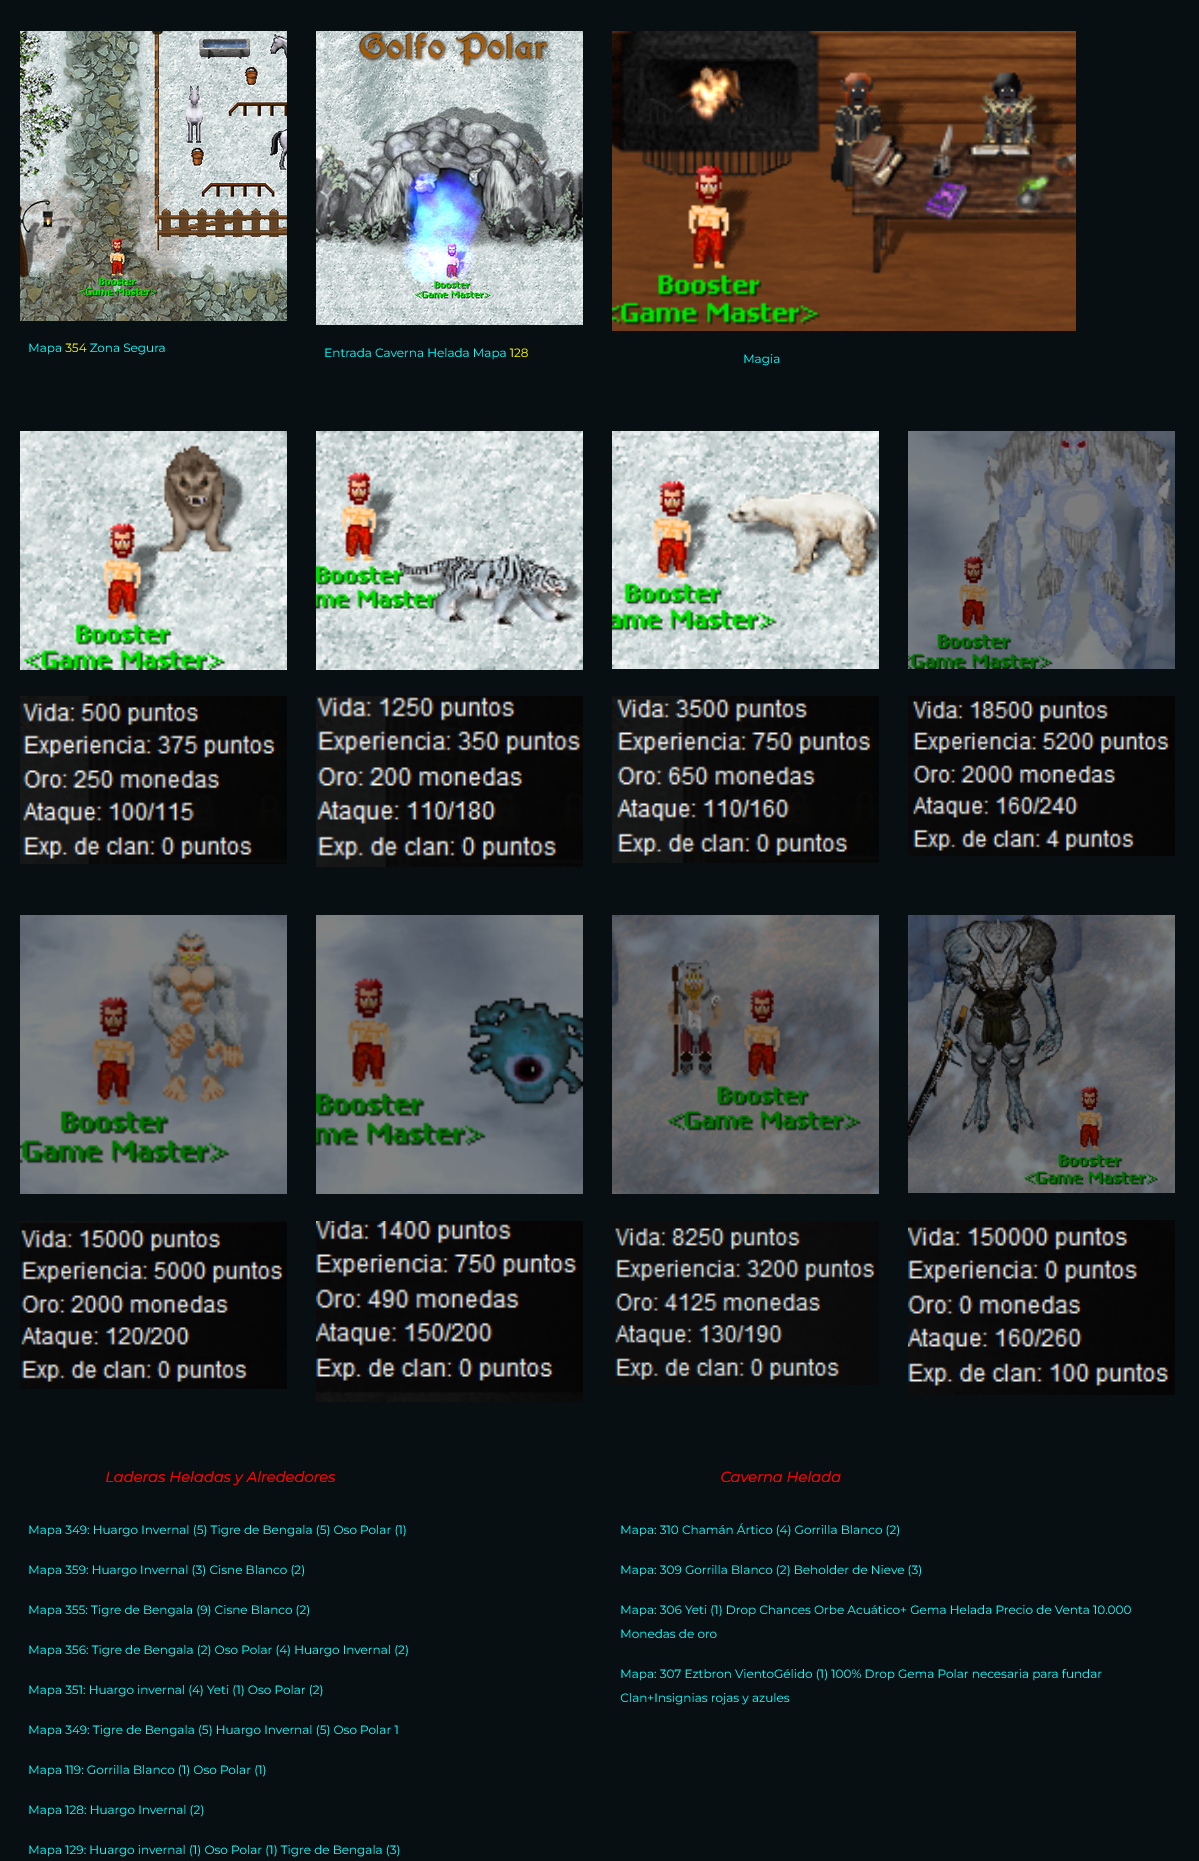 Golfo Polar
Booster
<Game Master>
Booster
<Game Master>
Booster
<Game Master>
Mapa 354 Zona Segura
Entrada Caverna Helada Mapa 128
Magia
Booster
<Game Master>
Booster
me Master
Booster
ame Master>
Booster
Game Master>
Vida: 500 puntos
Experiencia: 375 puntos
Oro: 250 monedas
Ataque: 100/115
Exp. de clan: 0 puntos
Vida: 1250 puntos
Experiencia: 350 puntos
Oro: 200 monedas
Ataque: 110/180
Exp. de clan: 0 puntos
Vida: 3500 puntos
Experiencia: 750 puntos
Oro: 650 monedas
Ataque: 110/160
Exp. de clan: 0 puntos
Vida: 18500 puntos
Experiencia: 5200 puntos
Oro: 2000 monedas
Ataque: 160/240
Exp. de clan: 4 puntos
Booster
Game Master>
Booster
me Master>
Booster
<Game Master>
Booster
<Game Master>
Vida: 15000 puntos
Experiencia: 5000 puntos
Oro: 2000 monedas
Ataque: 120/200
Exp. de clan: 0 puntos
Vida: 1400 puntos
Experiencia: 750 puntos
Oro: 490 monedas
Ataque: 150/200
Exp. de clan: 0 puntos
Vida: 8250 puntos
Experiencia: 3200 puntos
Oro: 4125 monedas
Ataque: 130/190
Exp. de clan: 0 puntos
Vida: 150000 puntos
Experiencia: 0 puntos
Oro: 0 monedas
Ataque: 160/260
Exp. de clan: 100 puntos
Laderas Heladas y Alrededores
Mapa 349: Huargo Invernal (5) Tigre de Bengala (5) Oso Polar (1)
Mapa 359: Huargo Invernal (3) Cisne Blanco (2)
Mapa 355: Tigre de Bengala (9) Cisne Blanco (2)
Mapa 356: Tigre de Bengala (2) Oso Polar (4) Huargo Invernal (2)
Mapa 351: Huargo invernal (4) Yeti (1) Oso Polar (2)
Mapa 349: Tigre de Bengala (5) Huargo Invernal (5) Oso Polar 1
Mapa 119: Gorrilla Blanco (1) Oso Polar (1)
Mapa 128: Huargo Invernal (2)
Mapa 129: Huargo invernal (1) Oso Polar (1) Tigre de Bengala (3)
Caverna Helada
Mapa: 310 Chamán Ártico (4) Gorrilla Blanco (2)
Mapa: 309 Gorrilla Blanco (2) Beholder de Nieve (3)
Mapa: 306 Yeti (1) Drop Chances Orbe Acuático+ Gema Helada Precio de Venta 10.000
Monedas de oro
Mapa: 307 Eztbron VientoGélido (1) 100% Drop Gema Polar necesaria para fundar
Clan+Insignias rojas y azules